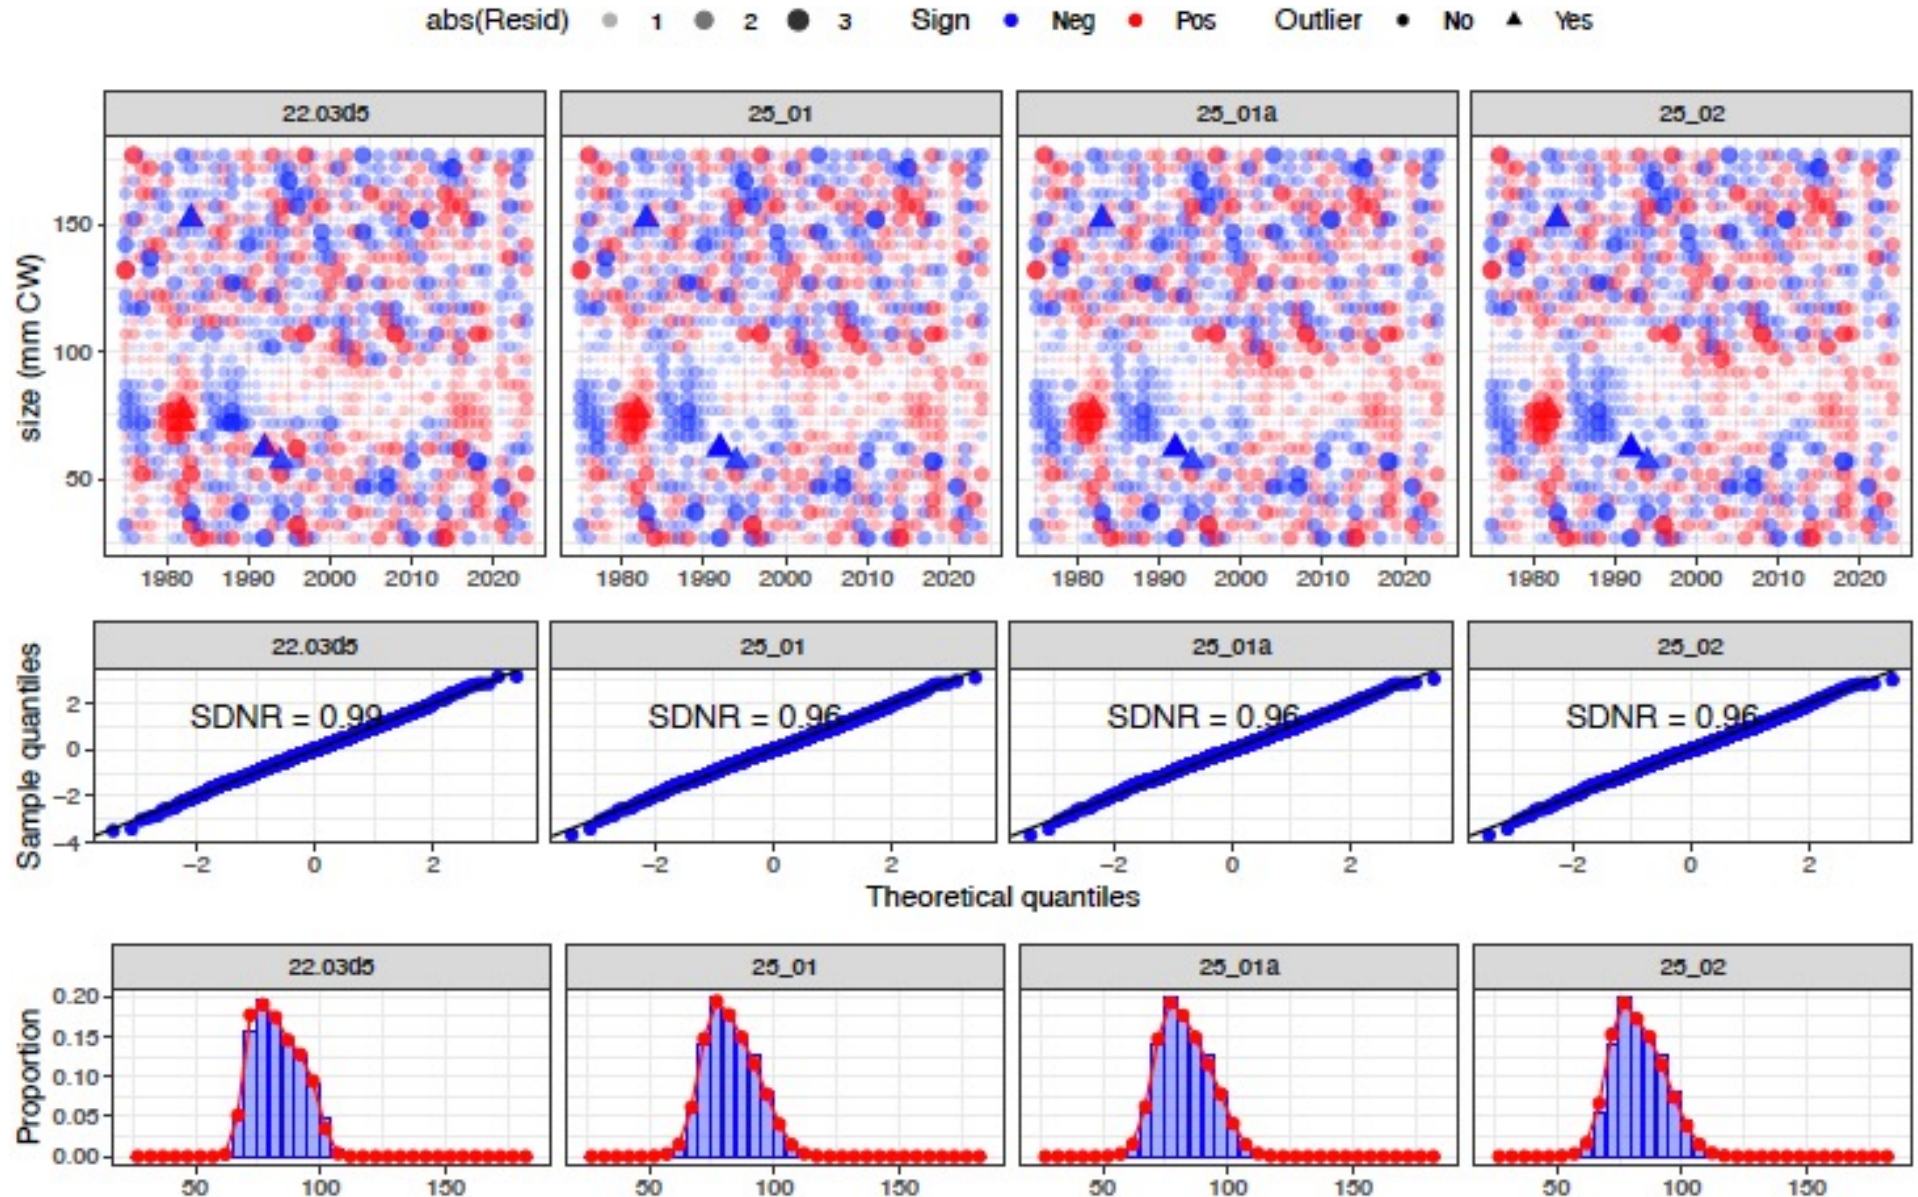 abs(Resid) 1 2 3 Sign Neg Pos Outlier No Yes
22.03d5 25_01 25_01a 25_02
size (mm CW)
150
100
50
1980 1990 2000 2010 2020 1980 1990 2000 2010 2020 1980 1990 2000 2010 2020 1980 1990 2000 2010 2020
22.03d5 25_01 25_01a 25_02
Sample quantiles
2
0
−2
−4
SDNR = 0.99 SDNR = 0.96 SDNR = 0.96 SDNR = 0.96
−2 0 2 −2 0 2 −2 0 2 −2 0 2
Theoretical quantiles
22.03d5 25_01 25_01a 25_02
Proportion
0.20
0.15
0.10
0.05
0.00
50 100 150 50 100 150 50 100 150 50 100 150